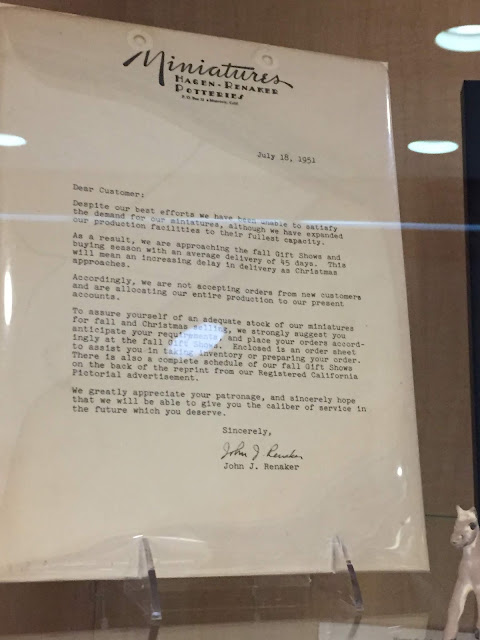 Miniatures
HAGEN-RENAKER
POTTERIES
July 18, 1951
Dear Customer:
Despite our best efforts we have been unable to satisfy
the demand for our miniatures, although we have expanded
our production facilities to their fullest capacity.
As a result, we are approaching the fall Gift Shows and
buying season with an average delivery of 45 days. This
will mean an increasing delay in delivery as Christmas
approaches.
Accordingly, we are not accepting orders from new customers
and are allocating our entire production to our present
accounts.
To assure yourself of an adequate stock of our miniatures
for fall and Christmas selling, we strongly suggest you
anticipate your requirements, and place your orders accord-
ingly at the fall Gift Shows. Enclosed is an order sheet
to assist you in taking inventory or preparing your order.
There is also a complete schedule of our fall Gift Shows
on the back of the reprint from our Registered California
Pictorial advertisement.
We greatly appreciate your patronage, and sincerely hope
that we will be able to give you the caliber of service in
the future which you deserve.
Sincerely,
John J Renaker
John J. Renaker